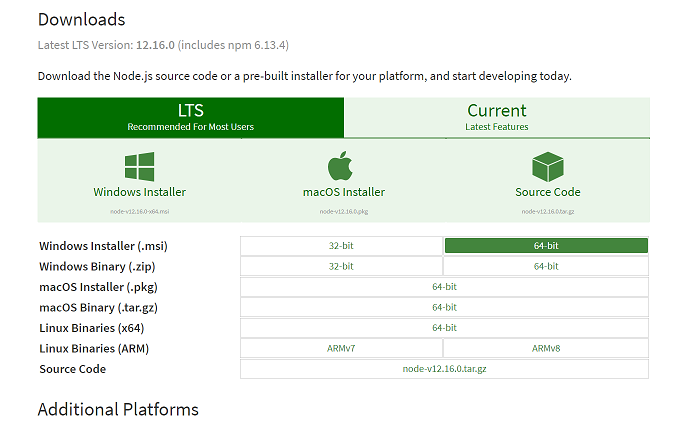 Downloads
Latest LTS Version: 12.16.0 (includes npm 6.13.4)
Download the Node.js source code or a pre-built installer for your platform, and start developing today.
LTS
Recommended For Most Users
Current
Latest Features
Windows Installer
node-v12.16.0-x64.msi
macOS Installer
node-v12.16.0.pkg
Source Code
node-v12.16.0.tar.gz
Windows Installer (.msi) 32-bit 64-bit
Windows Binary (.zip) 32-bit 64-bit
macOS Installer (.pkg) 64-bit
macOS Binary (.tar.gz) 64-bit
Linux Binaries (x64) 64-bit
Linux Binaries (ARM) ARMv7 ARMv8
Source Code node-v12.16.0.tar.gz
Additional Platforms